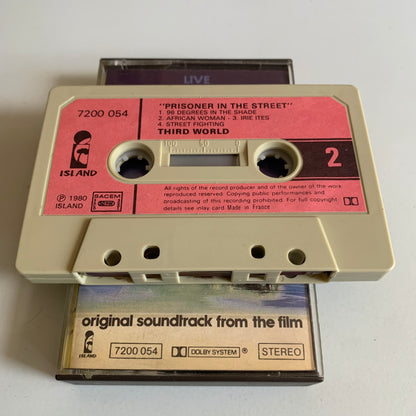 LIVE
7200 054
"PRISONER IN THE STREET"
1. 96 DEGREES IN THE SHADE
2. AFRICAN WOMAN - 3. IRIE ITES
4. STREET FIGHTING
THIRD WORLD
100 50 0
ISLAND
2
℗ 1980
ISLAND
SACEM
All rights of the record producer and of the owner of the work
reproduced reserved. Copying public performances and
broadcasting of this recording prohibited. For full copyright
details see inlay card. Made in France
original soundtrack from the film
ISLAND
7200 054
DOLBY SYSTEM ®
STEREO